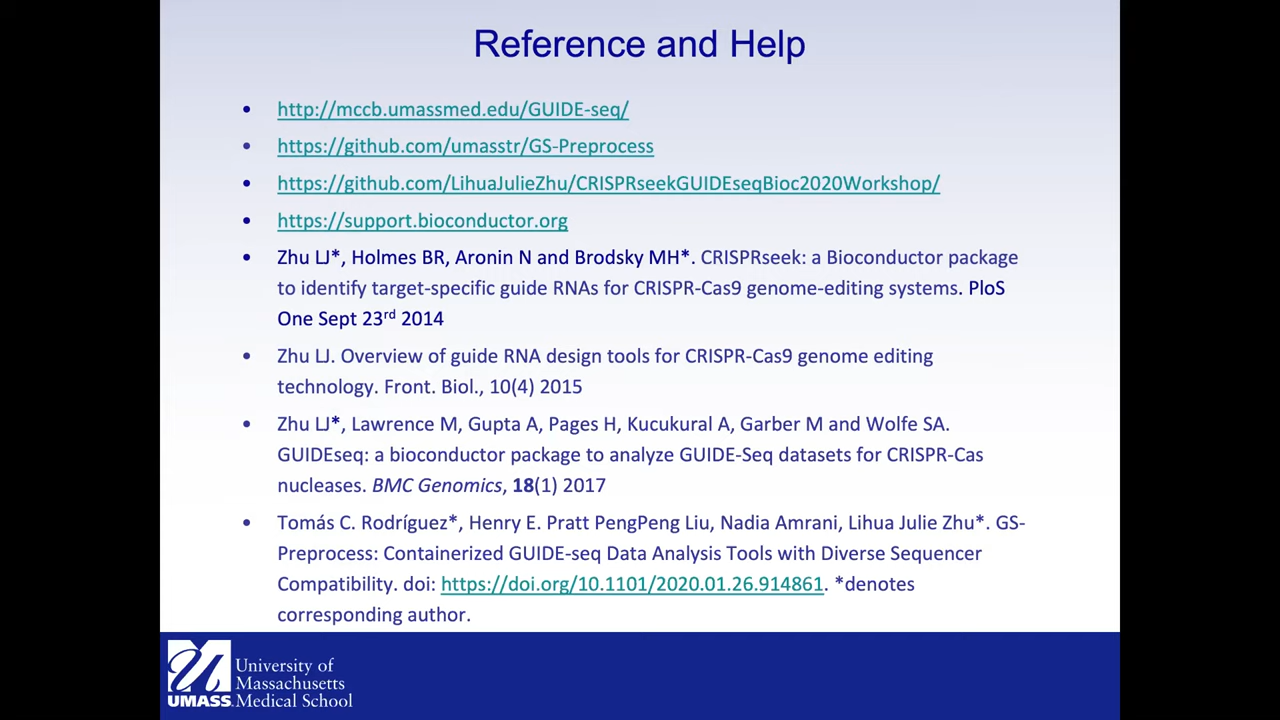 Reference and Help
• http://mccb.umassmed.edu/GUIDE-seq/
• https://github.com/umasstr/GS-Preprocess
• https://github.com/LihuaJulieZhu/CRISPRseekGUIDEseqBioc2020Workshop/
• https://support.bioconductor.org
• Zhu LJ*, Holmes BR, Aronin N and Brodsky MH*. CRISPRseek: a Bioconductor package
to identify target-specific guide RNAs for CRISPR-Cas9 genome-editing systems. PloS
One Sept 23rd 2014
• Zhu LJ. Overview of guide RNA design tools for CRISPR-Cas9 genome editing
technology. Front. Biol., 10(4) 2015
• Zhu LJ*, Lawrence M, Gupta A, Pages H, Kucukural A, Garber M and Wolfe SA.
GUIDEseq: a bioconductor package to analyze GUIDE-Seq datasets for CRISPR-Cas
nucleases. BMC Genomics, 18(1) 2017
• Tomás C. Rodríguez*, Henry E. Pratt PengPeng Liu, Nadia Amrani, Lihua Julie Zhu*. GS-
Preprocess: Containerized GUIDE-seq Data Analysis Tools with Diverse Sequencer
Compatibility. doi: https://doi.org/10.1101/2020.01.26.914861. *denotes
corresponding author.
University of
Massachusetts
UMASS. Medical School